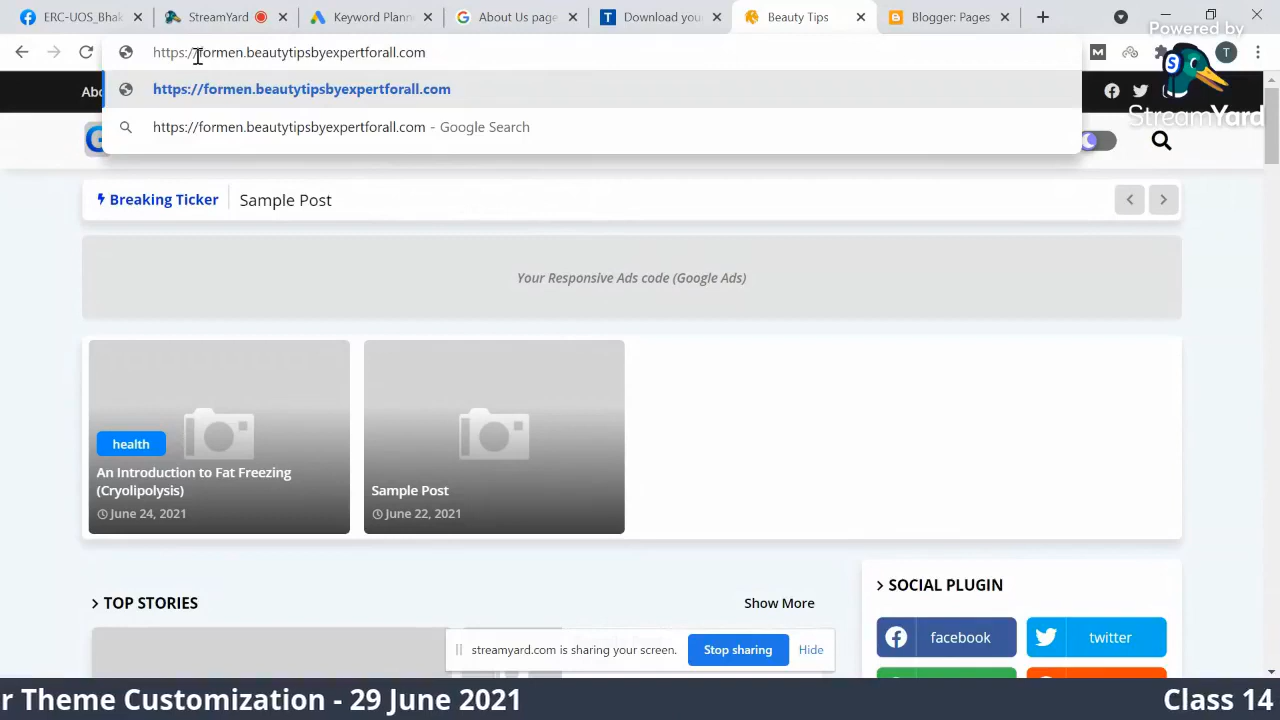 ERC-UOS_Bhak
StreamYard
Keyword Plann
About Us page
Download you
Beauty Tips
Blogger: Pages
Powered by
StreamYard
https://formen.beautytipsbyexpertforall.com
T
https://formen.beautytipsbyexpertforall.com
https://formen.beautytipsbyexpertforall.com - Google Search
Abo
G
Breaking Ticker
Sample Post
Your Responsive Ads code (Google Ads)
health
An Introduction to Fat Freezing
(Cryolipolysis)
June 24, 2021
Sample Post
June 22, 2021
TOP STORIES
Show More
SOCIAL PLUGIN
facebook
twitter
streamyard.com is sharing your screen.
Stop sharing
Hide
r Theme Customization - 29 June 2021
Class 14